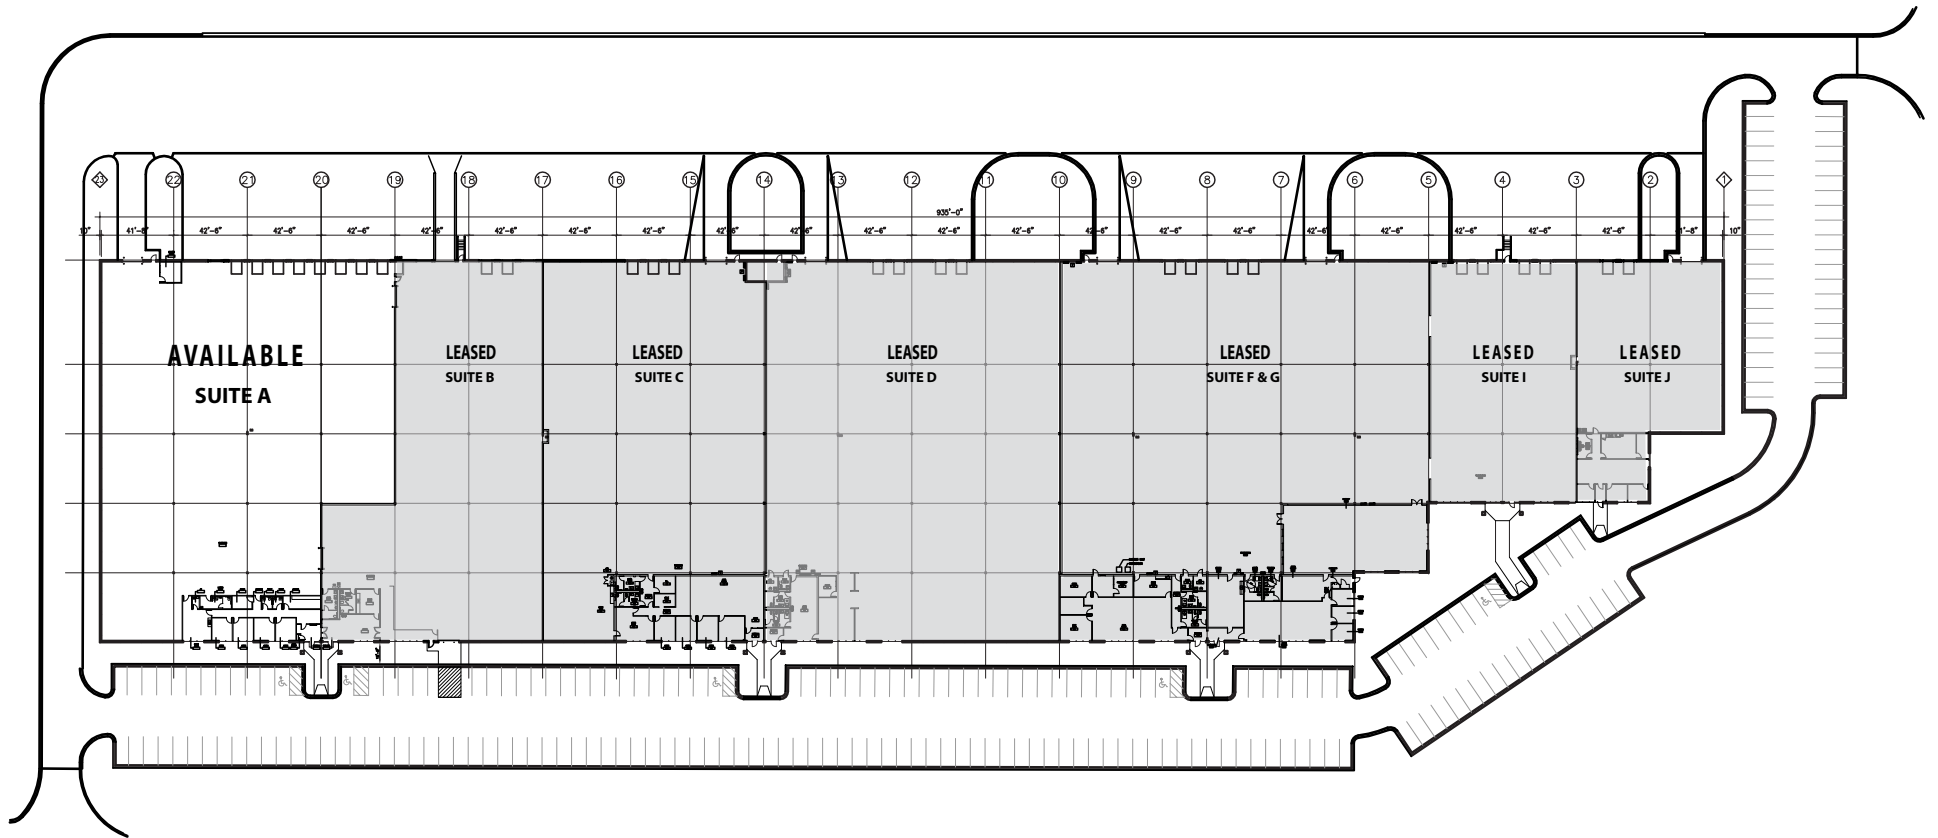 23 22 21 20 19 18 17 16 15 14 13 12 11 10 9 8 7 6 5 4 3 2 1
935'-0"
10" 41'-8" 42'-6" 42'-6" 42'-6" 42'-6" 42'-6" 42'-6" 42'-6" 42'-6" 42'-6" 42'-6" 42'-6" 42'-6" 42'-6" 42'-6" 42'-6" 42'-6" 42'-6" 42'-6" 42'-6" 42'-6" 41'-8" 10"
AVAILABLE
SUITE A
LEASED
SUITE B
LEASED
SUITE C
LEASED
SUITE D
LEASED
SUITE F & G
LEASED
SUITE I
LEASED
SUITE J